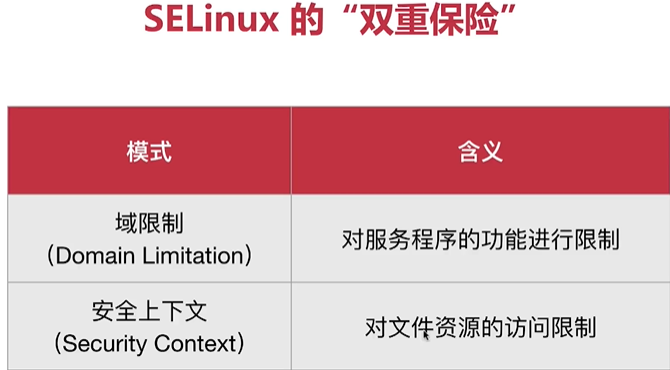 SELinux 的“双重保险”
模式
含义
域限制
（Domain Limitation）
对服务程序的功能进行限制
安全上下文
（Security Context）
对文件资源的访问限制